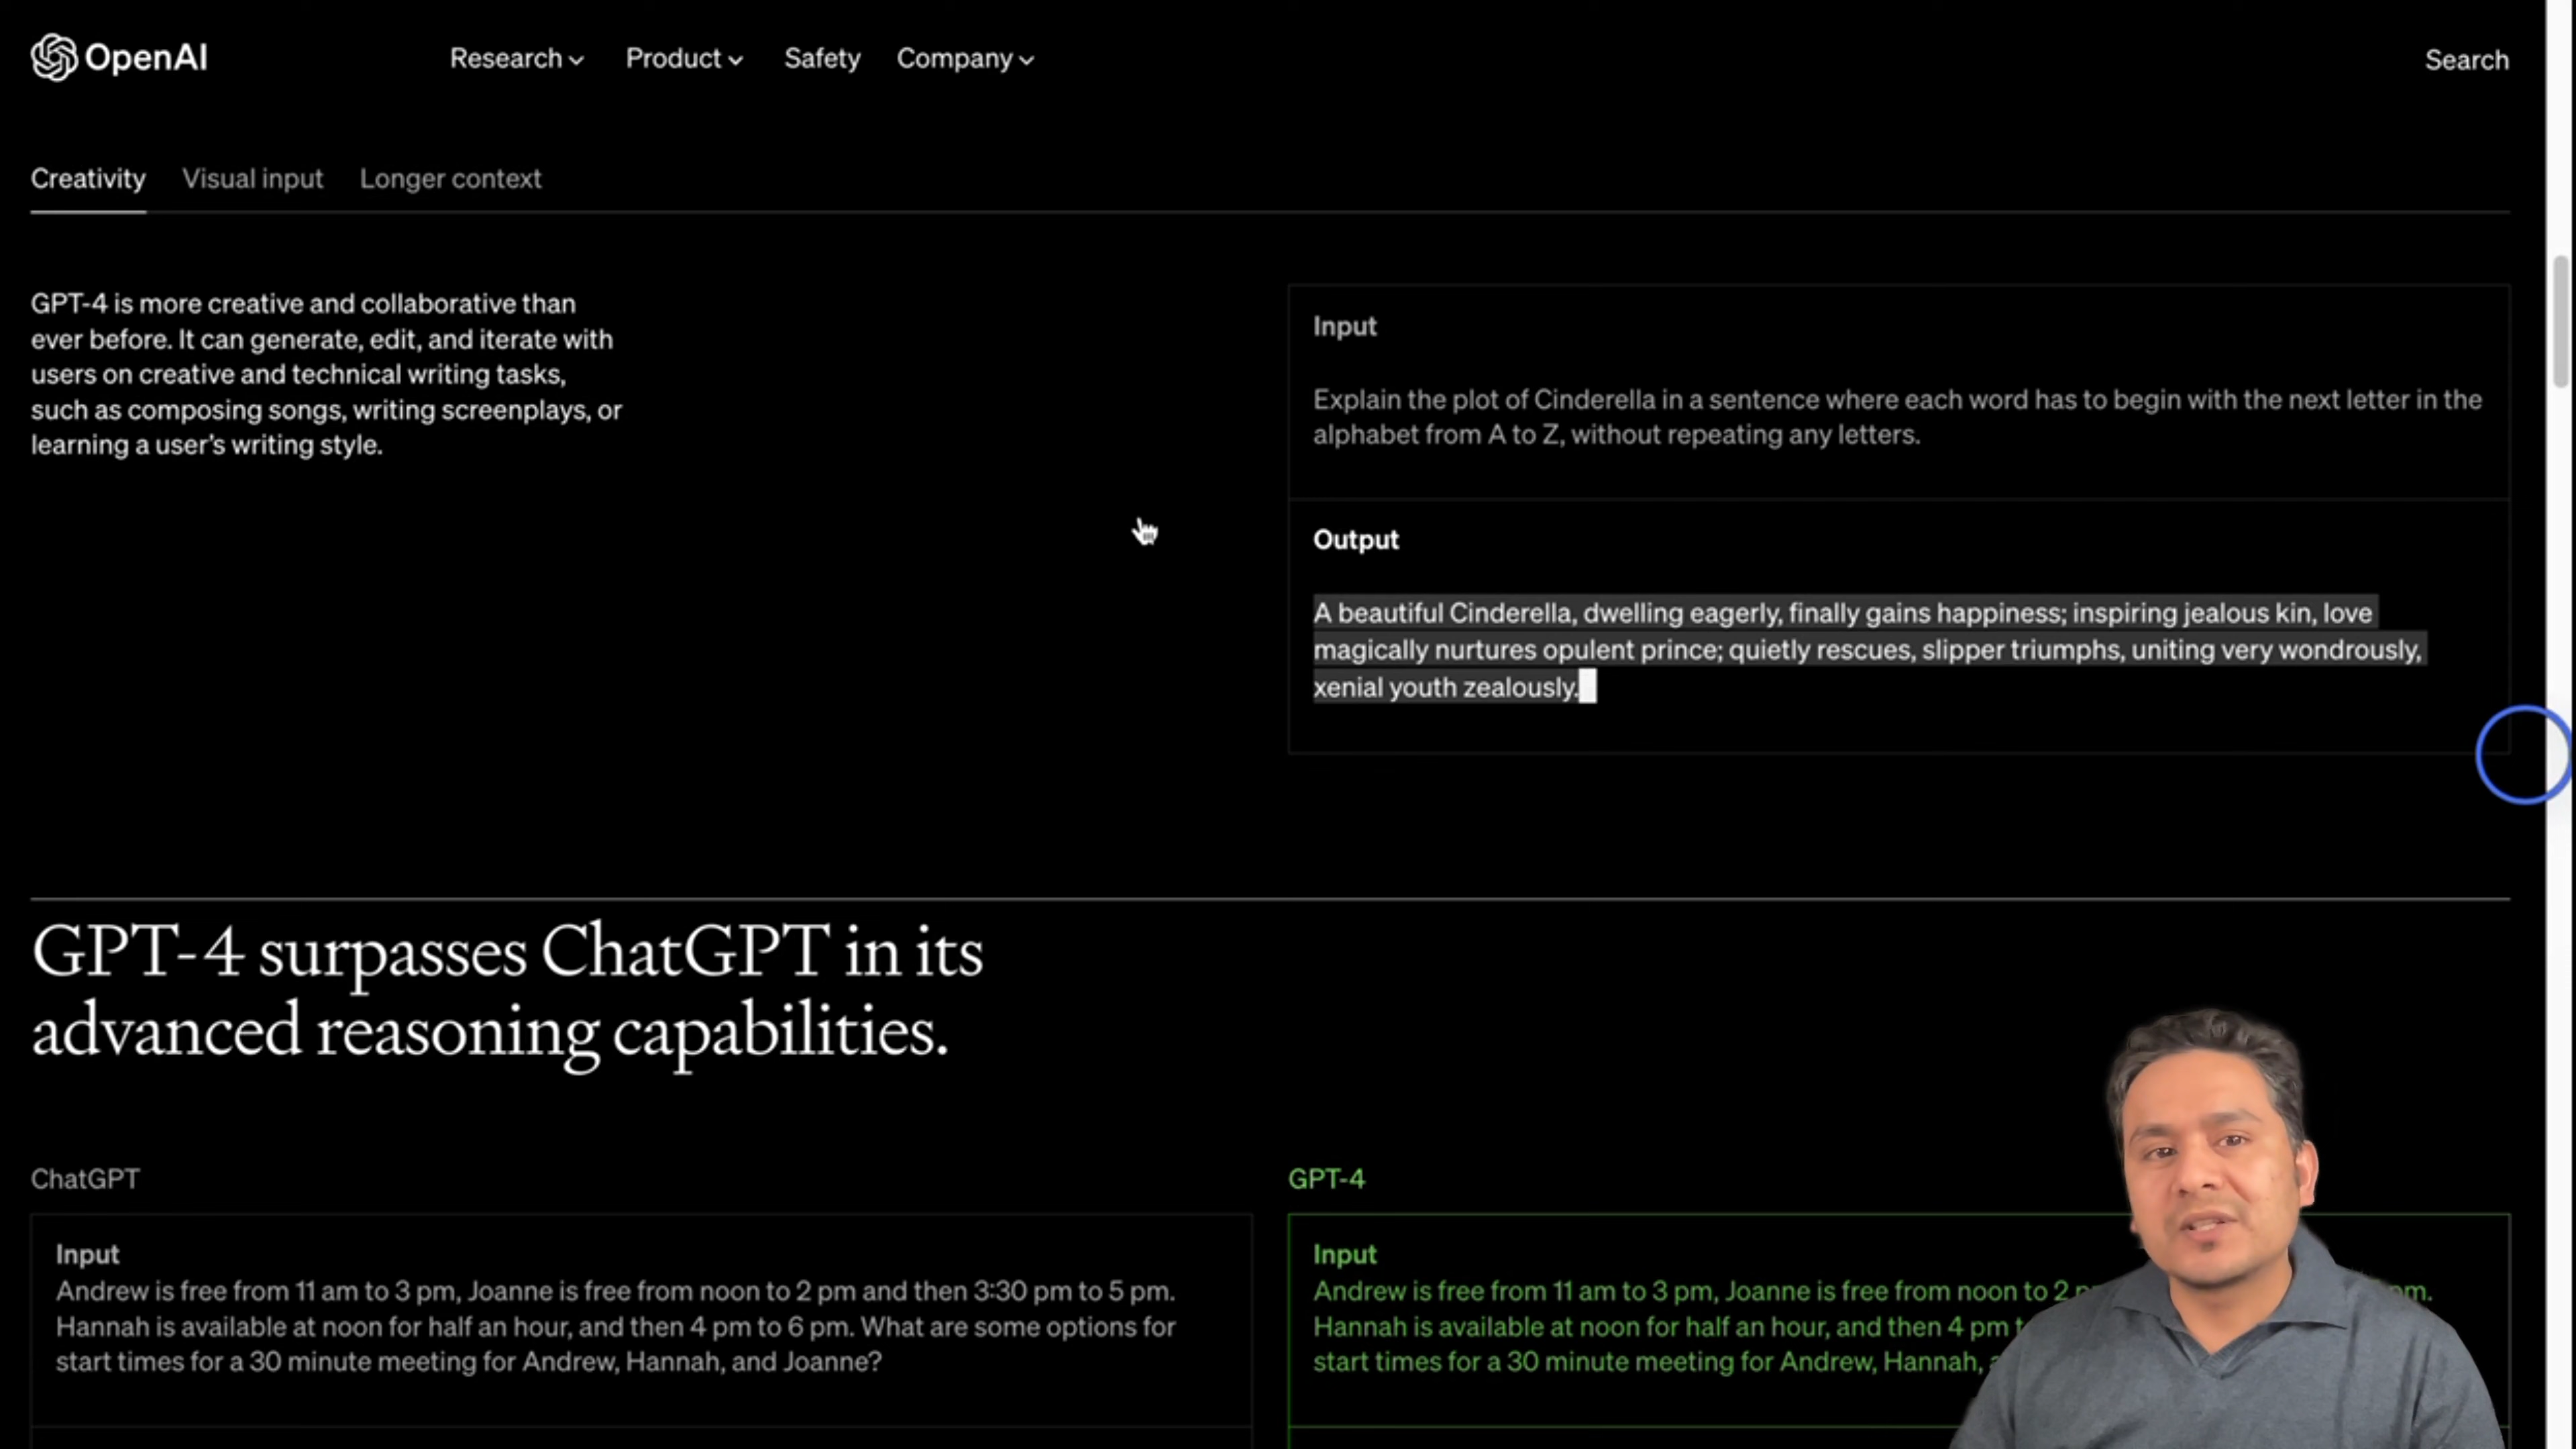 OpenAI
Research
Product
Safety
Company
Search
Creativity
Visual input
Longer context
GPT-4 is more creative and collaborative than
ever before. It can generate, edit, and iterate with
users on creative and technical writing tasks,
such as composing songs, writing screenplays, or
learning a user’s writing style.
Input
Explain the plot of Cinderella in a sentence where each word has to begin with the next letter in the
alphabet from A to Z, without repeating any letters.
Output
A beautiful Cinderella, dwelling eagerly, finally gains happiness; inspiring jealous kin, love
magically nurtures opulent prince; quietly rescues, slipper triumphs, uniting very wondrously,
xenial youth zealously.
GPT-4 surpasses ChatGPT in its
advanced reasoning capabilities.
ChatGPT
Input
Andrew is free from 11 am to 3 pm, Joanne is free from noon to 2 pm and then 3:30 pm to 5 pm.
Hannah is available at noon for half an hour, and then 4 pm to 6 pm. What are some options for
start times for a 30 minute meeting for Andrew, Hannah, and Joanne?
GPT-4
Input
Andrew is free from 11 am to 3 pm, Joanne is free from noon to 2 pm.
Hannah is available at noon for half an hour, and then 4 pm
start times for a 30 minute meeting for Andrew, Hannah,